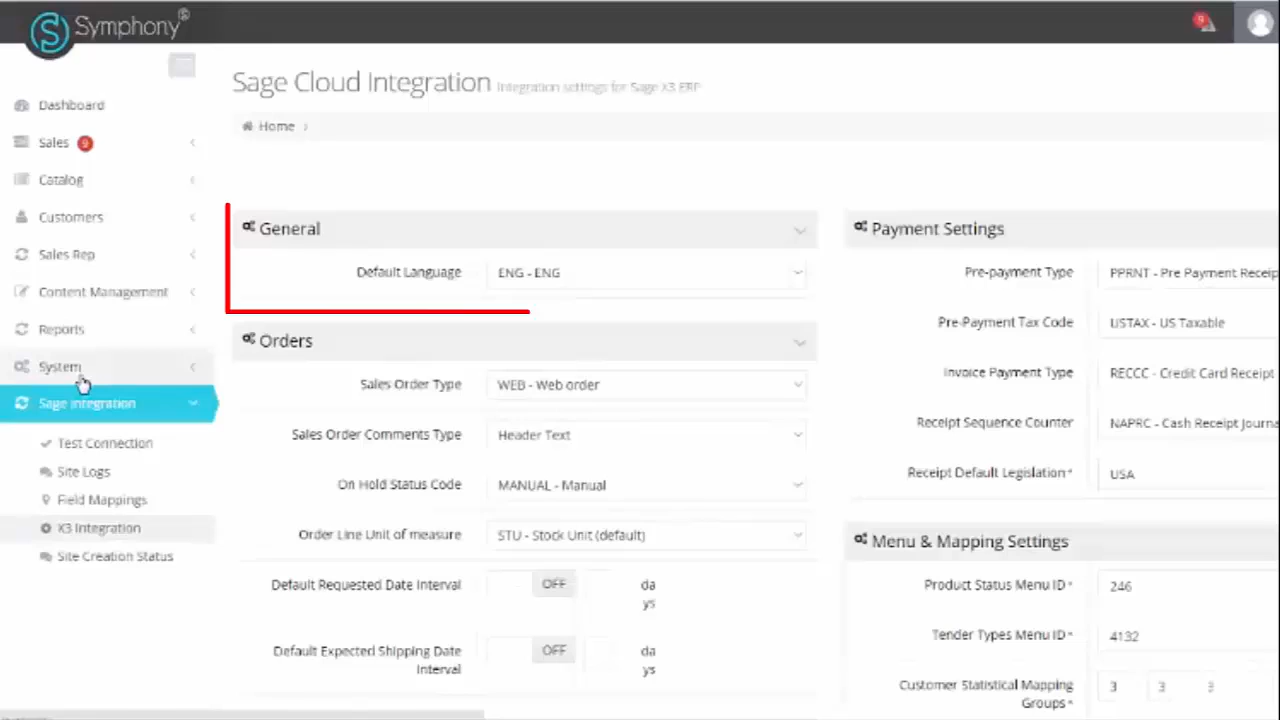 Symphony
S
9
Sage Cloud Integration Integration settings for Sage X3 ERP
Home ›
Dashboard
Sales 9
Catalog
Customers
Sales Rep
Content Management
Reports
System
Sage Integration
Test Connection
Site Logs
Field Mappings
X3 Integration
Site Creation Status
General
Default Language ENG - ENG
Orders
Sales Order Type WEB - Web order
Sales Order Comments Type Header Text
On Hold Status Code MANUAL - Manual
Order Line Unit of measure STU - Stock Unit (default)
Default Requested Date Interval OFF da
ys
Default Expected Shipping Date OFF da
Interval ys
Payment Settings
Pre-payment Type PPRNT - Pre Payment Receip
Pre-Payment Tax Code USTAX - US Taxable
Invoice Payment Type RECCC - Credit Card Receipt
Receipt Sequence Counter NAPRC - Cash Receipt Journa
Receipt Default Legislation* USA
Menu & Mapping Settings
Product Status Menu ID* 246
Tender Types Menu ID* 4132
Customer Statistical Mapping 3 3 3
Groups*